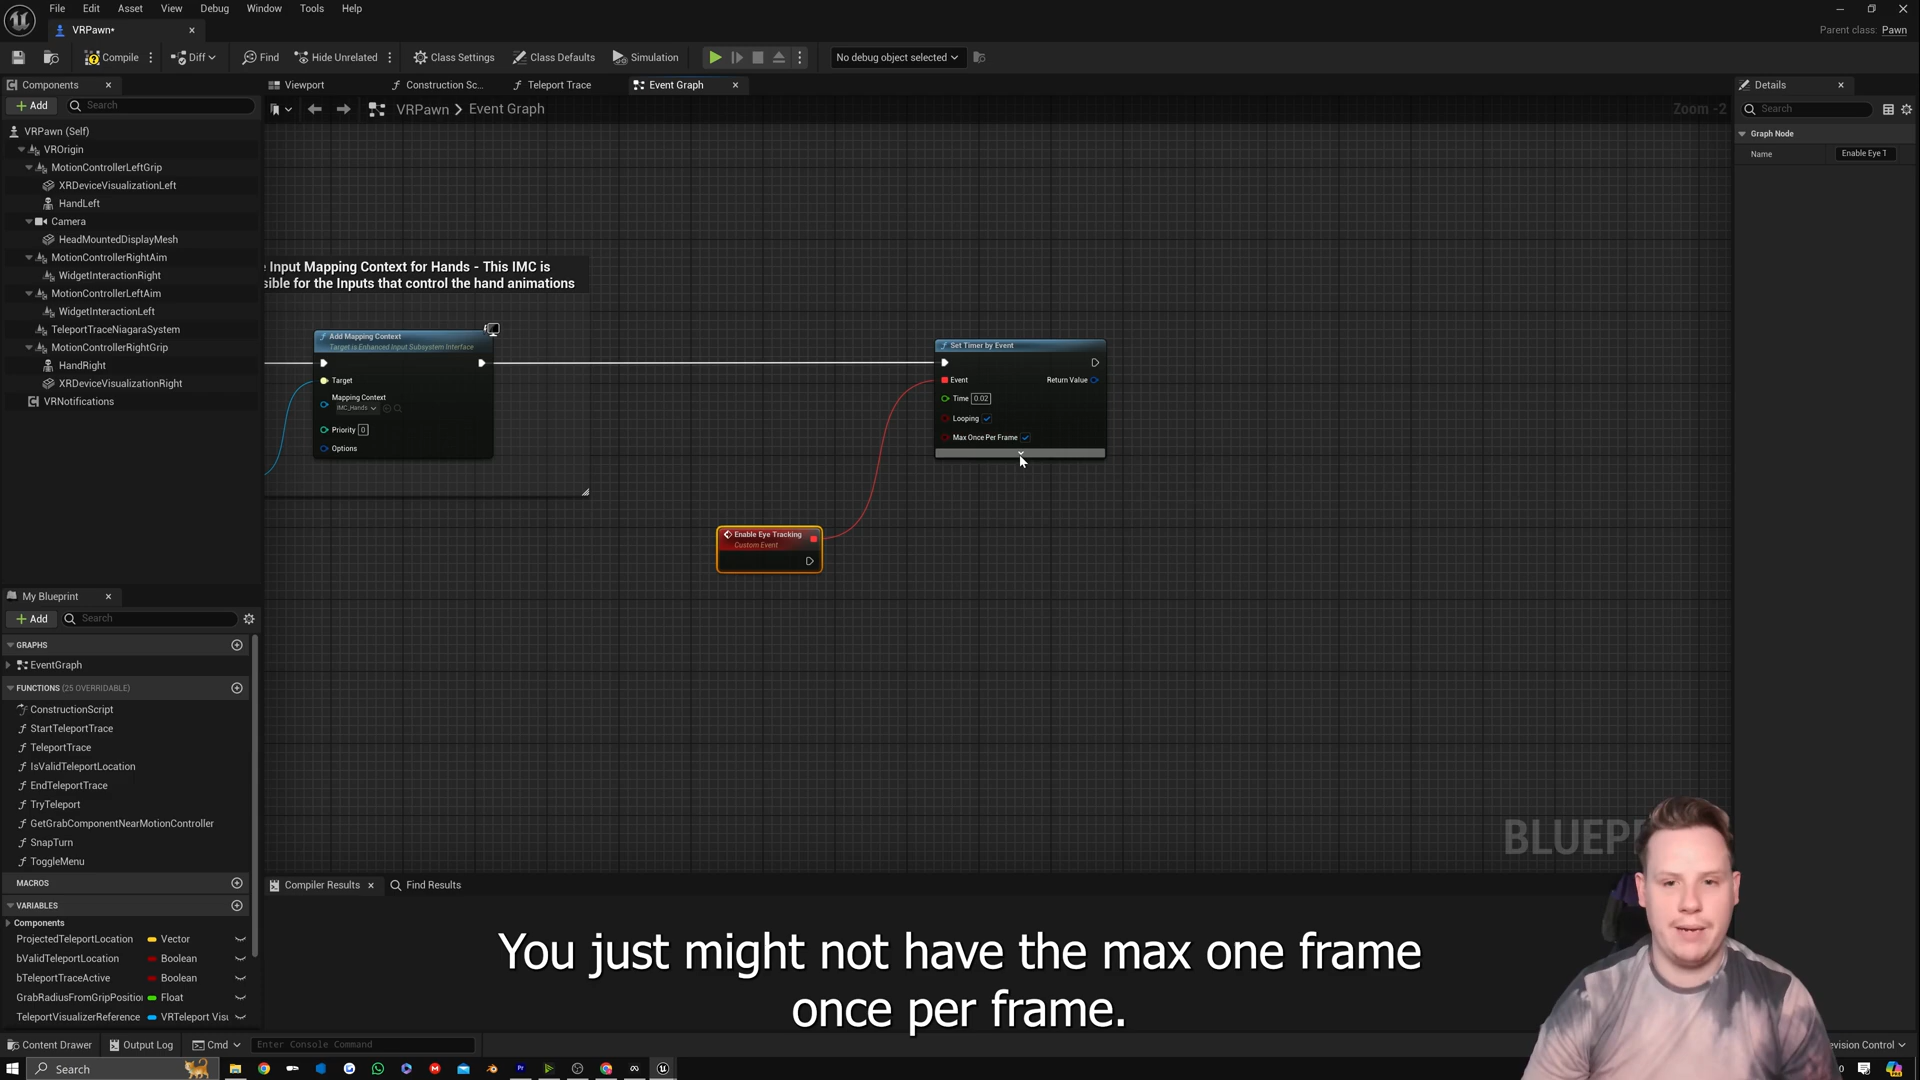 File Edit Asset View Debug Window Tools Help
VRPawn•
Parent class: Pawn
Compile Diff Find Hide Unrelated Class Settings Class Defaults Simulation No debug object selected
Components
Add Search
VRPawn (Self)
VROrigin
MotionControllerLeftGrip
XRDeviceVisualizationLeft
HandLeft
Camera
HeadMountedDisplayMesh
MotionControllerRightAim
WidgetInteractionRight
MotionControllerLeftAim
WidgetInteractionLeft
TeleportTraceNiagaraSystem
MotionControllerRightGrip
HandRight
XRDeviceVisualizationRight
VRNotifications
Viewport Construction Sc... Teleport Trace Event Graph
VRPawn > Event Graph Zoom -2
e Input Mapping Context for Hands - This IMC is
sible for the Inputs that control the hand animations
Add Mapping Context
Target is Enhanced Input Subsystem Interface
Target
Mapping Context
IMC_Hands
Priority 0
Options
Set Timer by Event
Event Return Value
Time 0.02
Looping
Max Once Per Frame
Enable Eye Tracking
Custom Event
BLUEP
Details
Search
Graph Node
Name Enable Eye T
My Blueprint
Add Search
GRAPHS
EventGraph
FUNCTIONS (25 OVERRIDABLE)
ConstructionScript
StartTeleportTrace
TeleportTrace
IsValidTeleportLocation
EndTeleportTrace
TryTeleport
GetGrabComponentNearMotionController
SnapTurn
ToggleMenu
MACROS
VARIABLES
Components
ProjectedTeleportLocation Vector
bValidTeleportLocation Boolean
bTeleportTraceActive Boolean
GrabRadiusFromGripPositio Float
TeleportVisualizerReference VRTeleport Visu
Compiler Results Find Results
You just might not have the max one frame
once per frame.
Content Drawer Output Log Cmd Enter Console Command evision Control
Search